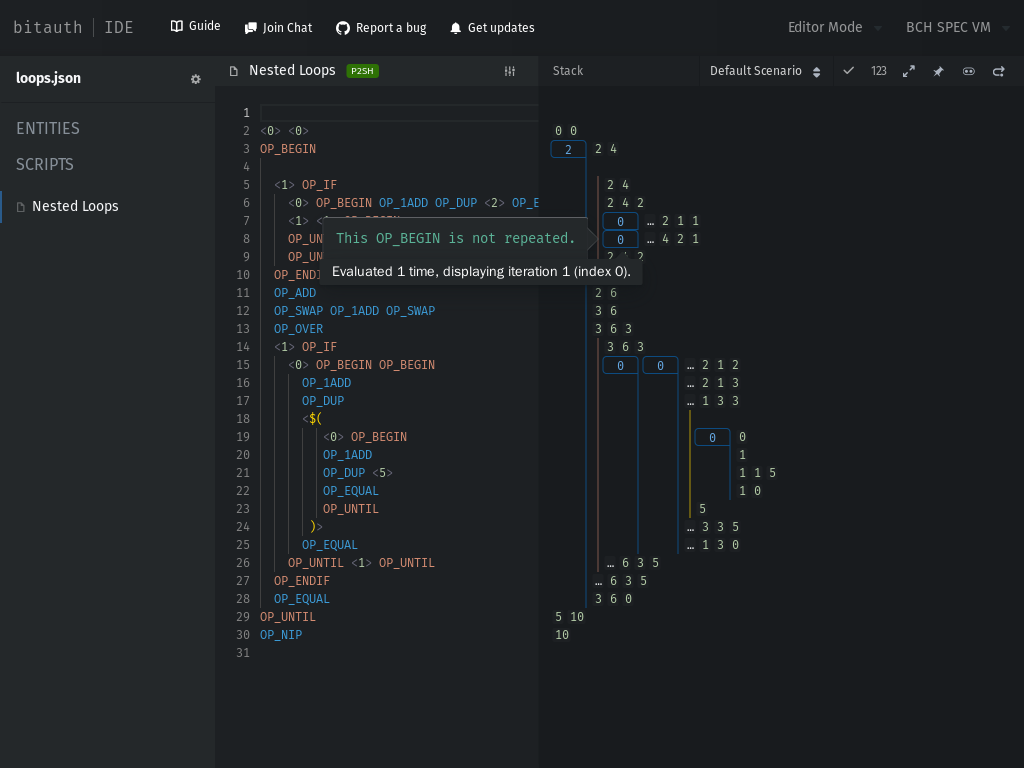 bitauth IDE Guide Join Chat Report a bug Get updates Editor Mode BCH SPEC VM
loops.json
ENTITIES
SCRIPTS
Nested Loops
Nested Loops P2SH Stack Default Scenario 123
1
2 <0> <0> 0 0
3 OP_BEGIN 2 2 4
4
5 <1> OP_IF 2 4
6 <0> OP_BEGIN OP_1ADD OP_DUP <2> OP_E 2 4 2
7 <1> 0 … 2 1 1
8 OP_UN 0 … 4 2 1
This OP_BEGIN is not repeated.
9 OP_UN
Evaluated 1 time, displaying iteration 1 (index 0).
10 OP_ENDI
11 OP_ADD 2 6
12 OP_SWAP OP_1ADD OP_SWAP 3 6
13 OP_OVER 3 6 3
14 <1> OP_IF 3 6 3
15 <0> OP_BEGIN OP_BEGIN 0 0 … 2 1 2
16 OP_1ADD … 2 1 3
17 OP_DUP … 1 3 3
18 <$(
19 <0> OP_BEGIN 0 0
20 OP_1ADD 1
21 OP_DUP <5> 1 1 5
22 OP_EQUAL 1 0
23 OP_UNTIL 5
24 )> … 3 3 5
25 OP_EQUAL … 1 3 0
26 OP_UNTIL <1> OP_UNTIL … 6 3 5
27 OP_ENDIF … 6 3 5
28 OP_EQUAL 3 6 0
29 OP_UNTIL 5 10
30 OP_NIP 10
31